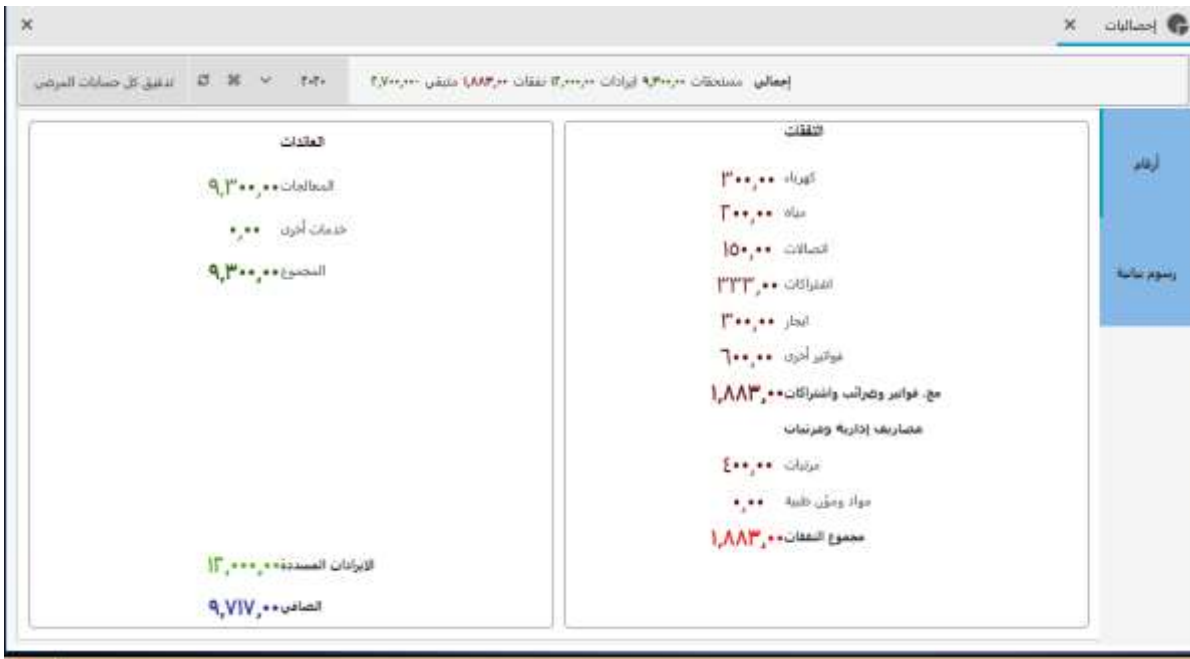 إحصائيات
إجمالي مستحقات ٩,٣٠٠,٠٠ ايرادات ١٢,٠٠٠,٠٠ نفقات ١,٨٨٣,٠٠ متبقي ٢,٧٠٠,٠٠- ٢٠٢٠ تدقيق كل حسابات المرضى
أرقام
رسوم بيانية
النفقات
كهرباء ٣٠٠,٠٠
مياه ٢٠٠,٠٠
اتصالات ١٥٠,٠٠
اشتراكات ٣٣٣,٠٠
ايجار ٣٠٠,٠٠
فواتير أخرى ٦٠٠,٠٠
مج. فواتير وضرائب واشتراكات ١,٨٨٣,٠٠
مصاريف إدارية ومرتبات
مرتبات ٤٠٠,٠٠
مواد ومؤن طبية ٠,٠٠
مجموع النفقات ١,٨٨٣,٠٠
العائدات
المعالجات ٩,٣٠٠,٠٠
خدمات أخرى ٠,٠٠
المجموع ٩,٣٠٠,٠٠
الايرادات المسددة ١٢,٠٠٠,٠٠
الصافي ٩,٧١٧,٠٠